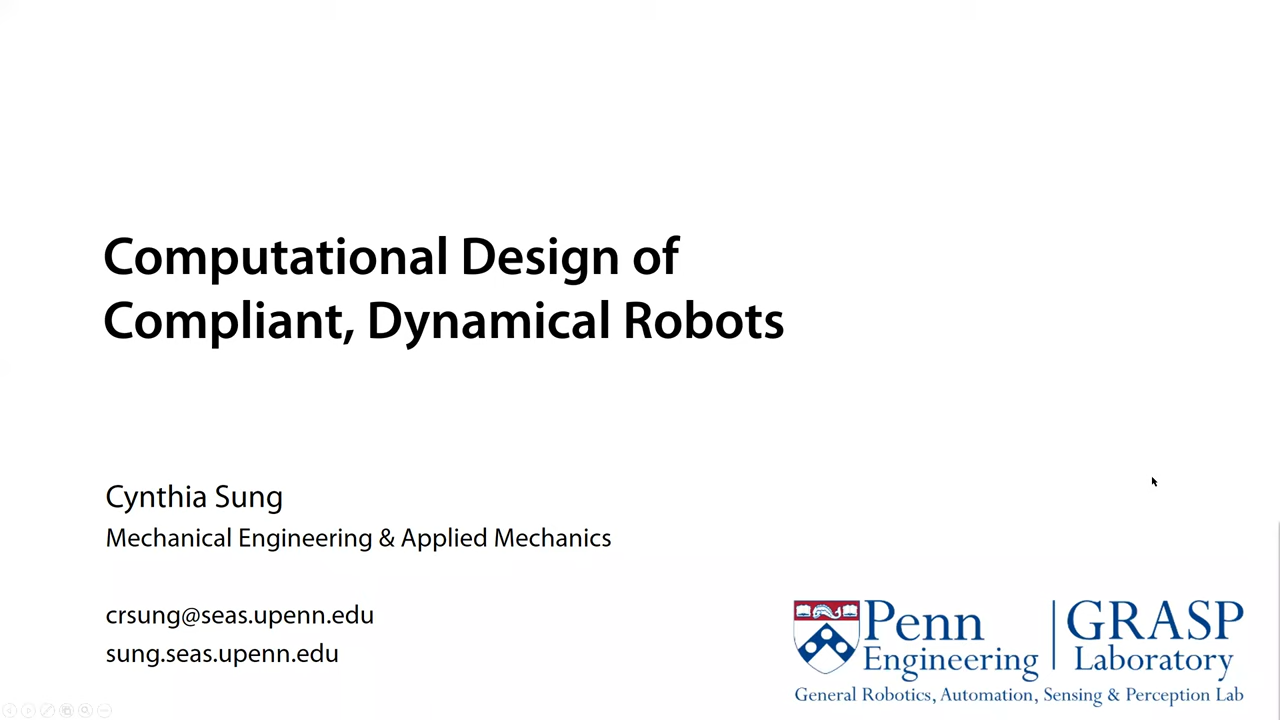 Computational Design of
Compliant, Dynamical Robots
Cynthia Sung
Mechanical Engineering & Applied Mechanics
crsung@seas.upenn.edu
sung.seas.upenn.edu
Penn
Engineering
GRASP
Laboratory
General Robotics, Automation, Sensing & Perception Lab